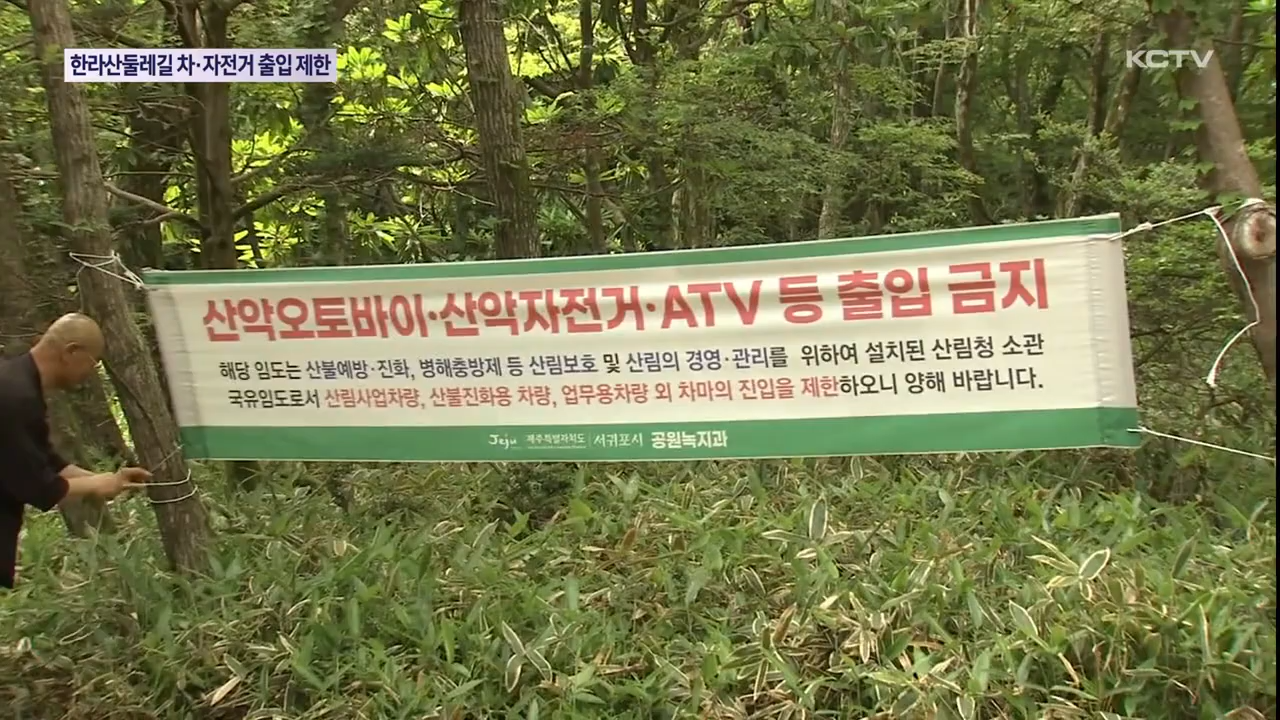 한라산둘레길 차·자전거 출입 제한
KCTV
산악오토바이·산악자전거·ATV 등 출입 금지
해당 임도는 산불예방·진화, 병해충방제 등 산림보호 및 산림의 경영·관리를 위하여 설치된 산림청 소관
국유임도로서 산림사업차량, 산불진화용 차량, 업무용차량 외 차마의 진입을 제한하오니 양해 바랍니다.
Jeju 제주특별자치도 서귀포시 공원녹지과